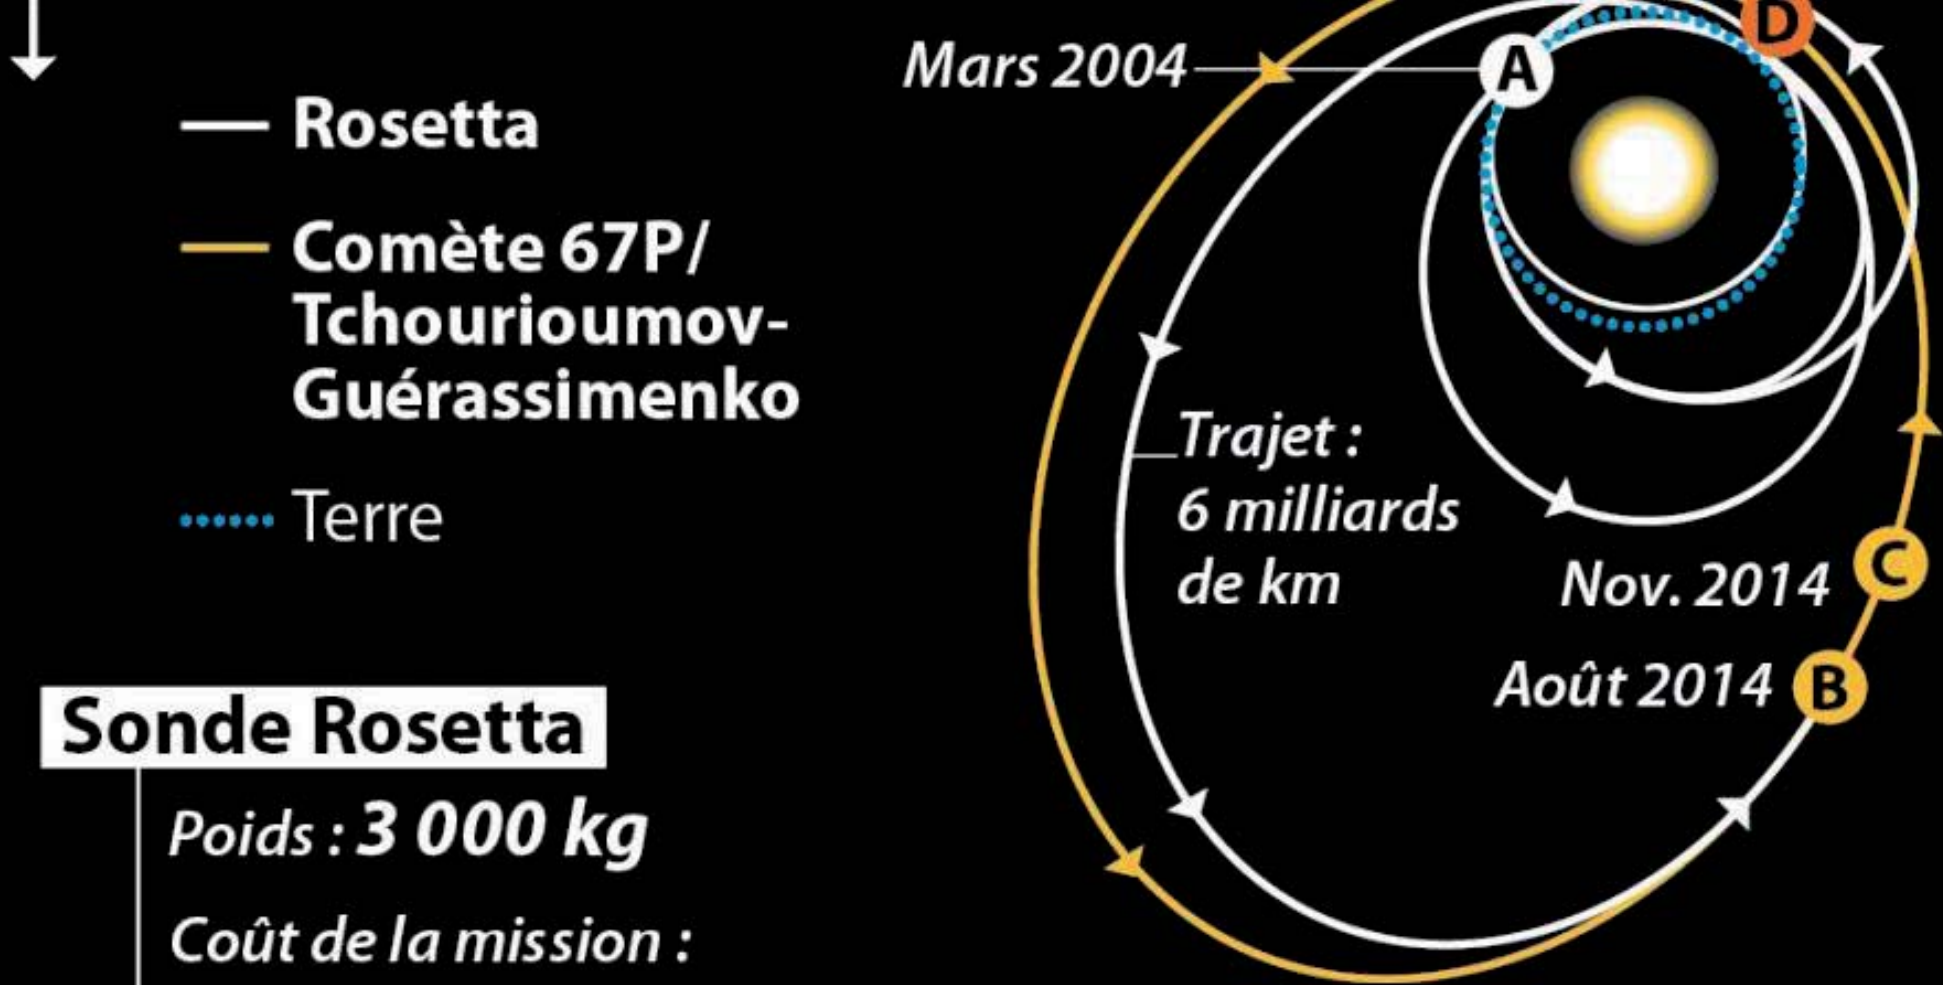 D
Mars 2004
A
Rosetta
Comète 67P/
Tchourioumov-
Guérassimenko
Terre
Trajet :
6 milliards
de km
Nov. 2014
C
Août 2014
B
Sonde Rosetta
Poids : 3 000 kg
Coût de la mission :